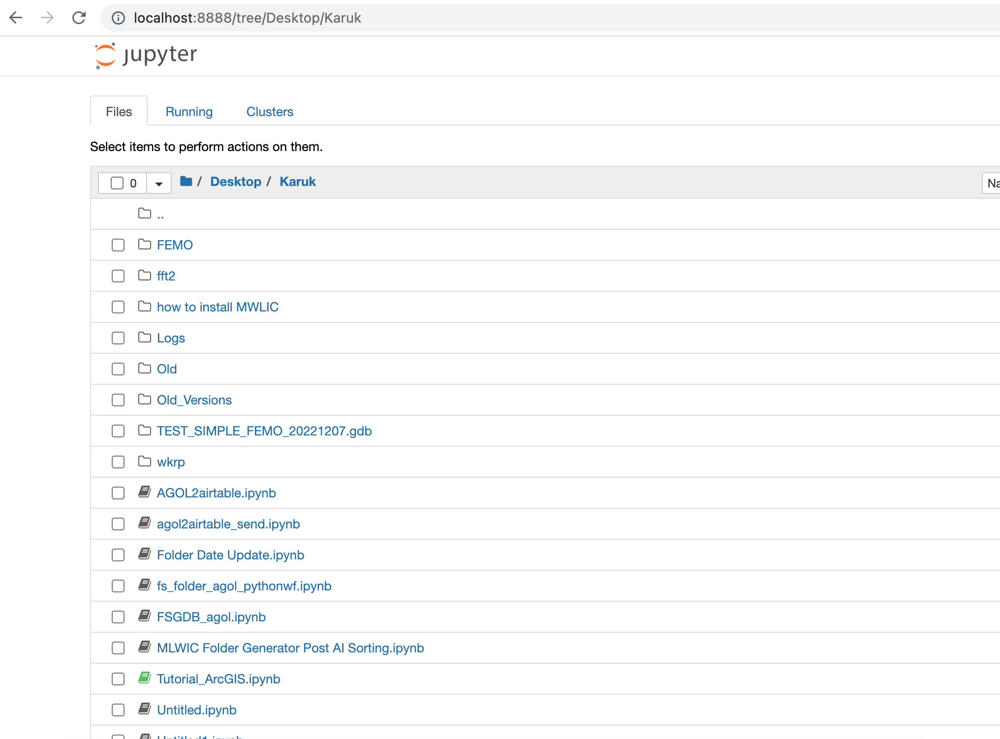 localhost:8888/tree/Desktop/Karuk
jupyter
Files Running Clusters
Select items to perform actions on them.
0 / Desktop / Karuk
..
FEMO
fft2
how to install MWLIC
Logs
Old
Old_Versions
TEST_SIMPLE_FEMO_20221207.gdb
wkrp
AGOL2airtable.ipynb
agol2airtable_send.ipynb
Folder Date Update.ipynb
fs_folder_agol_pythonwf.ipynb
FSGDB_agol.ipynb
MLWIC Folder Generator Post AI Sorting.ipynb
Tutorial_ArcGIS.ipynb
Untitled.ipynb
Untitled1.ipynb